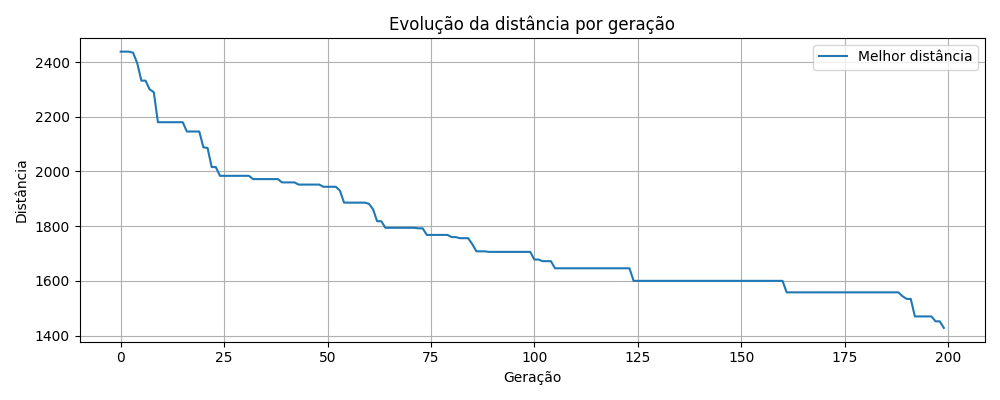 Evolução da distância por geração
Melhor distância
Distância
2400
2200
2000
1800
1600
1400
0 25 50 75 100 125 150 175 200
Geração